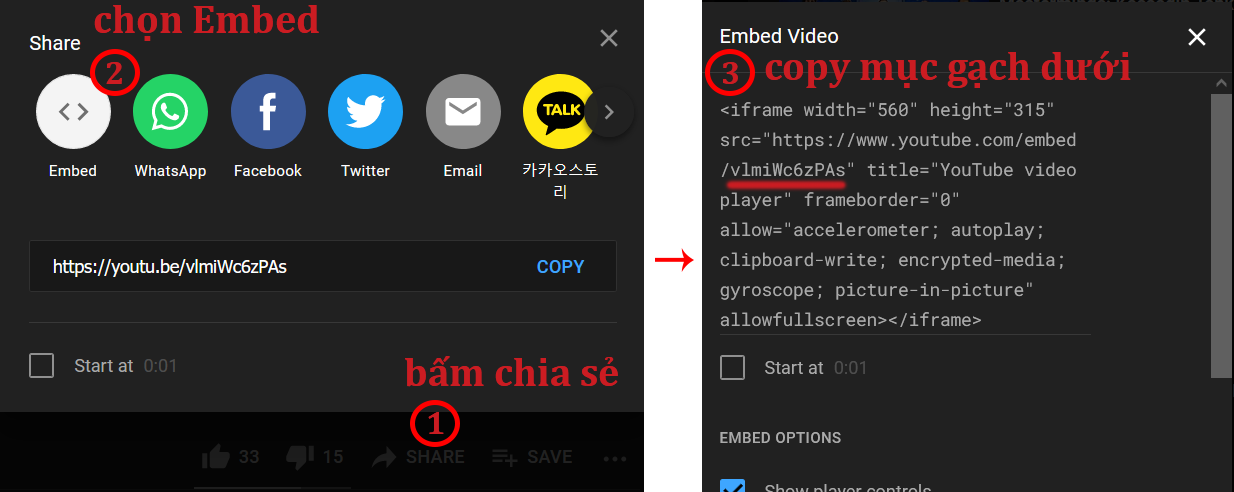 chọn Embed
Share
2
Embed
WhatsApp
Facebook
Twitter
TALK
Email
카카오스토
리
https://youtu.be/vlmiWc6zPAs
COPY
Start at 0:01
bấm chia sẻ
1
33
15
SHARE
SAVE
Embed Video
3 copy mục gạch dưới
<iframe width="560" height="315"
src="https://www.youtube.com/embed
/vlmiWc6zPAs" title="YouTube video
player" frameborder="0"
allow="accelerometer; autoplay;
clipboard-write; encrypted-media;
gyroscope; picture-in-picture"
allowfullscreen></iframe>
Start at 0:01
EMBED OPTIONS
Show player controls